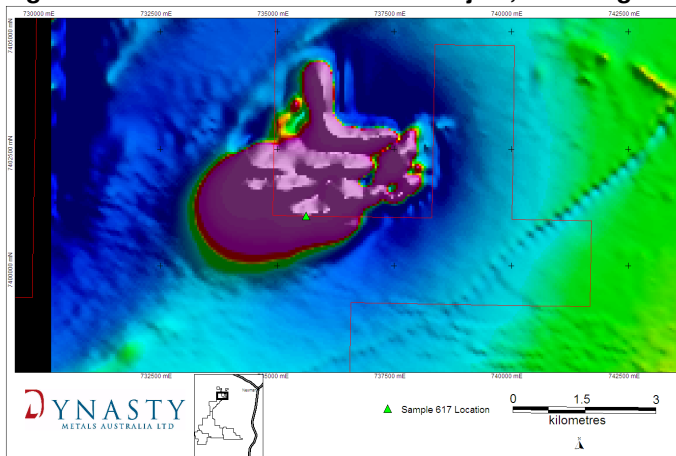 730000 mE 732500 mE 735000 mE 737500 mE 740000 mE 742500 mE
7405000 mN
7402500 mN
7400000 mN
732500 mE 735000 mE 737500 mE 740000 mE 742500 mE
DYNASTY
METALS AUSTRALIA LTD
Sample 617 Location
0 1.5 3
kilometres
N